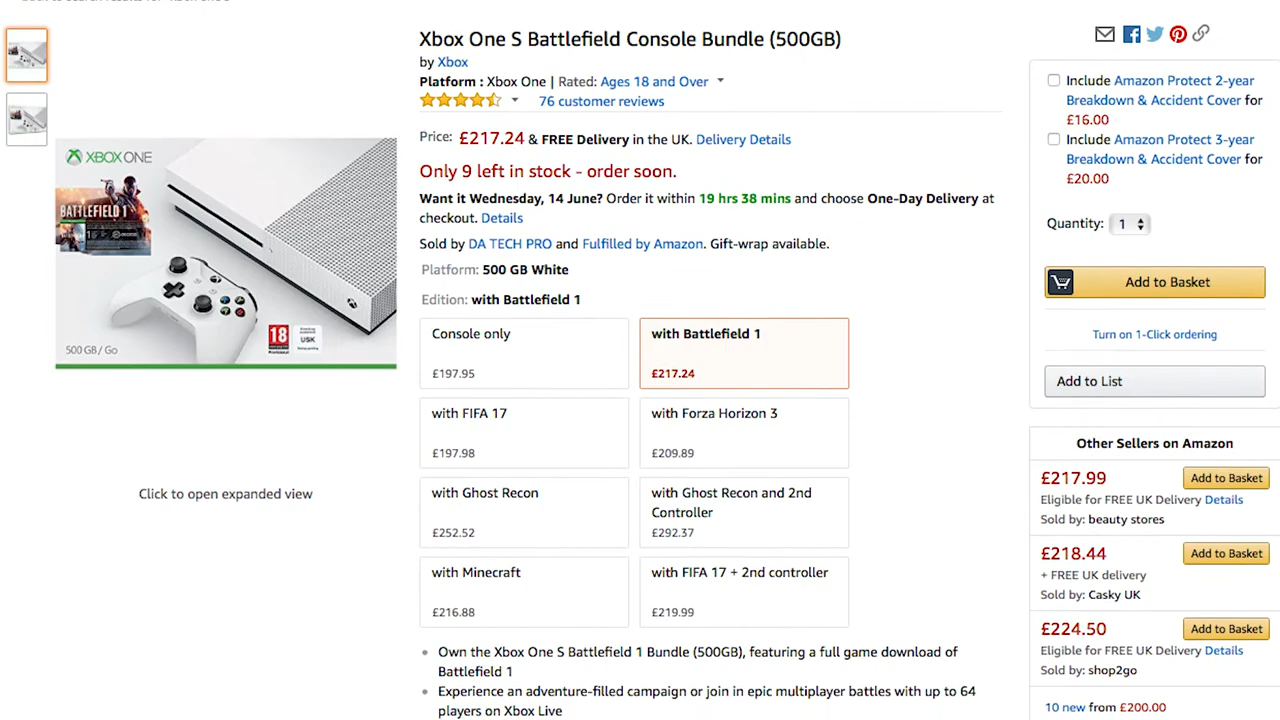 Xbox One S Battlefield Console Bundle (500GB)
by Xbox
Platform : Xbox One | Rated: Ages 18 and Over
76 customer reviews
Price: £217.24 & FREE Delivery in the UK. Delivery Details
Only 9 left in stock - order soon.
Want it Wednesday, 14 June? Order it within 19 hrs 38 mins and choose One-Day Delivery at
checkout. Details
Sold by DA TECH PRO and Fulfilled by Amazon. Gift-wrap available.
Platform: 500 GB White
Edition: with Battlefield 1
Console only
£197.95
with Battlefield 1
£217.24
with FIFA 17
£197.98
with Forza Horizon 3
£209.89
with Ghost Recon
£252.52
with Ghost Recon and 2nd
Controller
£292.37
with Minecraft
£216.88
with FIFA 17 + 2nd controller
£219.99
Own the Xbox One S Battlefield 1 Bundle (500GB), featuring a full game download of
Battlefield 1
Experience an adventure-filled campaign or join in epic multiplayer battles with up to 64
players on Xbox Live
XBOX ONE
BATTLEFIELD 1
18
USK
500 GB / Go
Click to open expanded view
Include Amazon Protect 2-year
Breakdown & Accident Cover for
£16.00
Include Amazon Protect 3-year
Breakdown & Accident Cover for
£20.00
Quantity: 1
Add to Basket
Turn on 1-Click ordering
Add to List
Other Sellers on Amazon
£217.99 Add to Basket
Eligible for FREE UK Delivery Details
Sold by: beauty stores
£218.44 Add to Basket
+ FREE UK delivery
Sold by: Casky UK
£224.50 Add to Basket
Eligible for FREE UK Delivery Details
Sold by: shop2go
10 new from £200.00